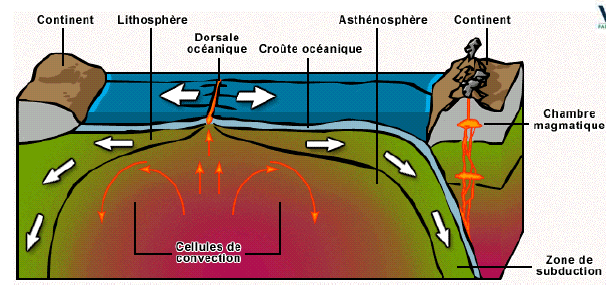 Continent
Lithosphère
Asthénosphère
Continent
Dorsale
océanique
Croûte océanique
Chambre
magmatique
Cellules de
convection
Zone de
subduction